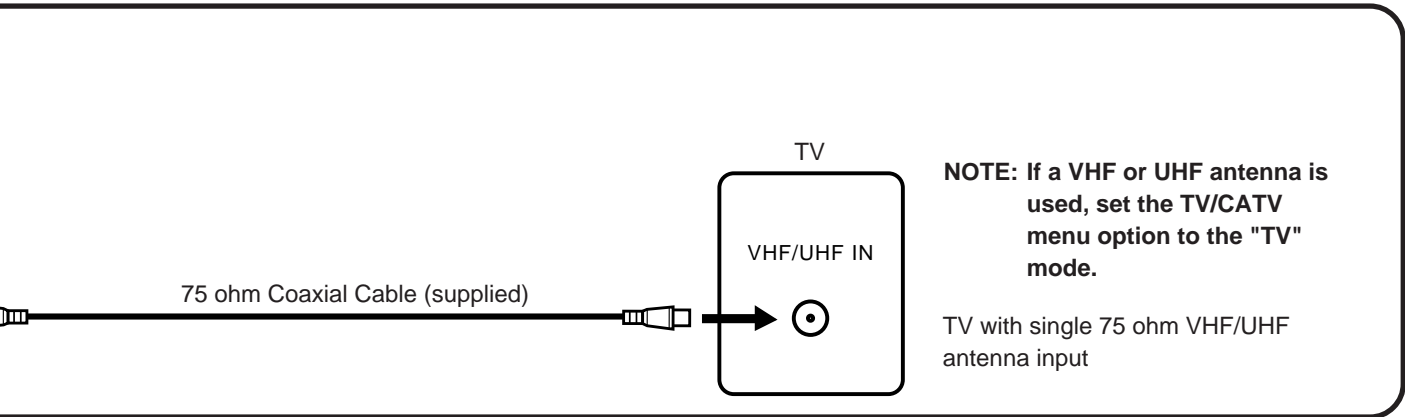 TV
NOTE: If a VHF or UHF antenna is
used, set the TV/CATV
menu option to the "TV"
mode.
VHF/UHF IN
75 ohm Coaxial Cable (supplied)
TV with single 75 ohm VHF/UHF
antenna input